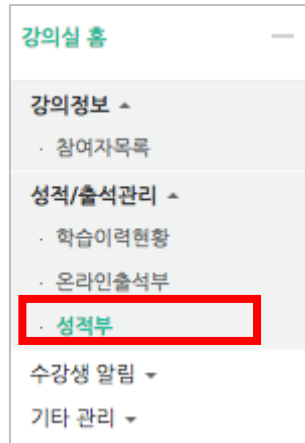 강의실 홈
강의정보
· 참여자목록
성적/출석관리
· 학습이력현황
· 온라인출석부
· 성적부
수강생 알림
기타 관리